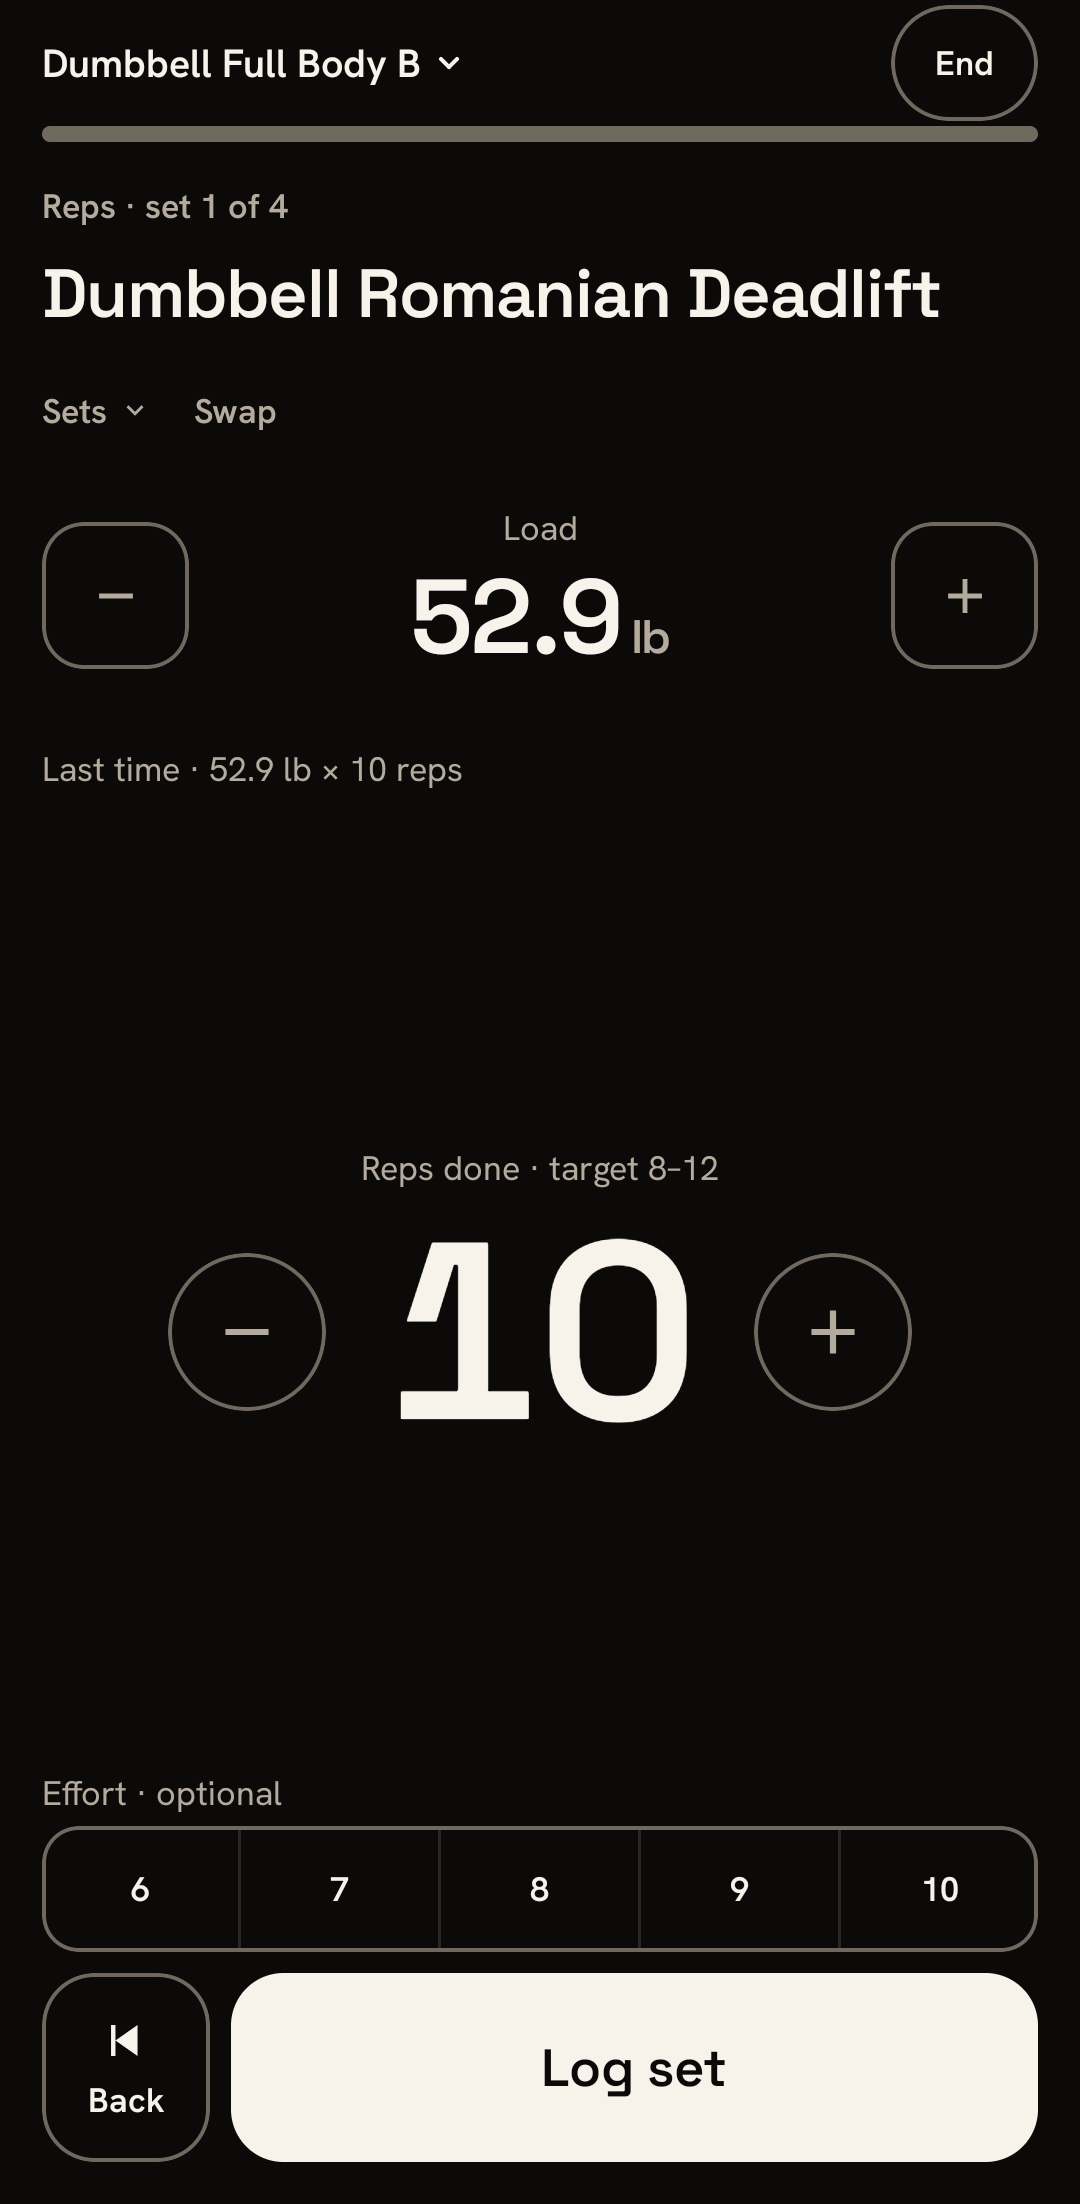 Dumbbell Full Body B
End
Reps · set 1 of 4
Dumbbell Romanian Deadlift
Sets Swap
Load
− 52.9 lb +
Last time · 52.9 lb × 10 reps
Reps done · target 8–12
− 10 +
Effort · optional
6 7 8 9 10
Back
Log set